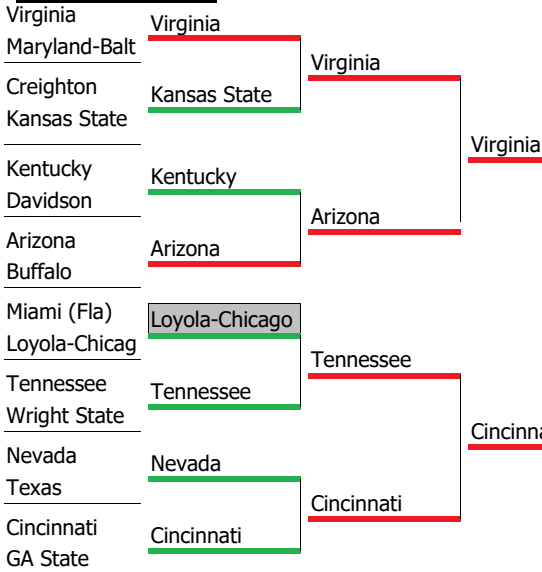 Virginia
Maryland-Balt
Creighton
Kansas State
Kentucky
Davidson
Arizona
Buffalo
Miami (Fla)
Loyola-Chicag
Tennessee
Wright State
Nevada
Texas
Cincinnati
GA State
Virginia
Kansas State
Kentucky
Arizona
Loyola-Chicago
Tennessee
Nevada
Cincinnati
Virginia
Arizona
Tennessee
Cincinnati
Virginia
Cincinna